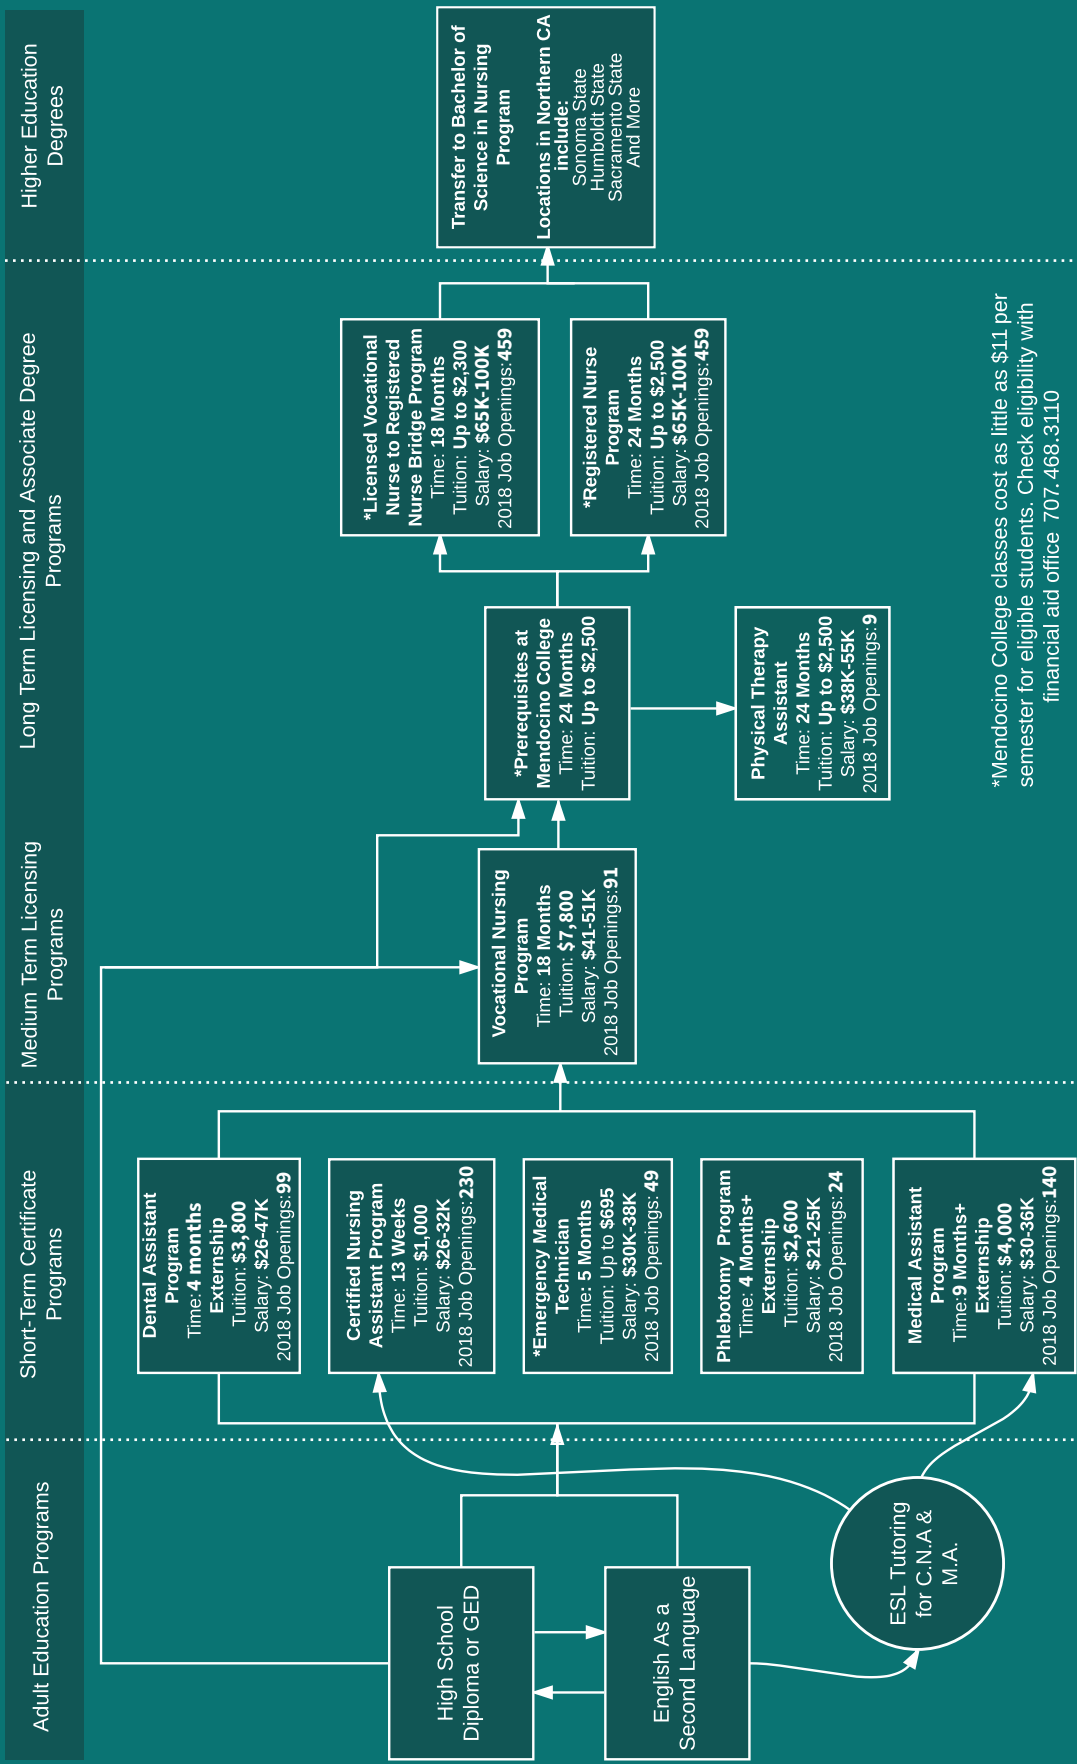 Adult Education Programs
Short-Term Certificate
Programs
Medium Term Licensing
Programs
Long Term Licensing and Associate Degree
Programs
Higher Education
Degrees
High School
Diploma or GED
English As a
Second Language
ESL Tutoring
for C.N.A &
M.A.
Dental Assistant
Program
Time: 4 months
Externship
Tuition: $3,800
Salary: $26-47K
2018 Job Openings:99
Certified Nursing
Assistant Program
Time: 13 Weeks
Tuition: $1,000
Salary: $26-32K
2018 Job Openings:230
*Emergency Medical
Technician
Time: 5 Months
Tuition: Up to $695
Salary: $30K-38K
2018 Job Openings: 49
Phlebotomy Program
Time: 4 Months+
Externship
Tuition: $2,600
Salary: $21-25K
2018 Job Openings: 24
Medical Assistant
Program
Time:9 Months+
Externship
Tuition: $4,000
Salary: $30-36K
2018 Job Openings:140
Vocational Nursing
Program
Time: 18 Months
Tuition: $7,800
Salary: $41-51K
2018 Job Openings:91
*Prerequisites at
Mendocino College
Time: 24 Months
Tuition: Up to $2,500
Physical Therapy
Assistant
Time: 24 Months
Tuition: Up to $2,500
Salary: $38K-55K
2018 Job Openings:9
*Licensed Vocational
Nurse to Registered
Nurse Bridge Program
Time: 18 Months
Tuition: Up to $2,300
Salary: $65K-100K
2018 Job Openings:459
*Registered Nurse
Program
Time: 24 Months
Tuition: Up to $2,500
Salary: $65K-100K
2018 Job Openings:459
Transfer to Bachelor of
Science in Nursing
Program
Locations in Northern CA
include:
Sonoma State
Humboldt State
Sacramento State
And More
*Mendocino College classes cost as little as $11 per
semester for eligible students. Check eligibility with
financial aid office 707.468.3110